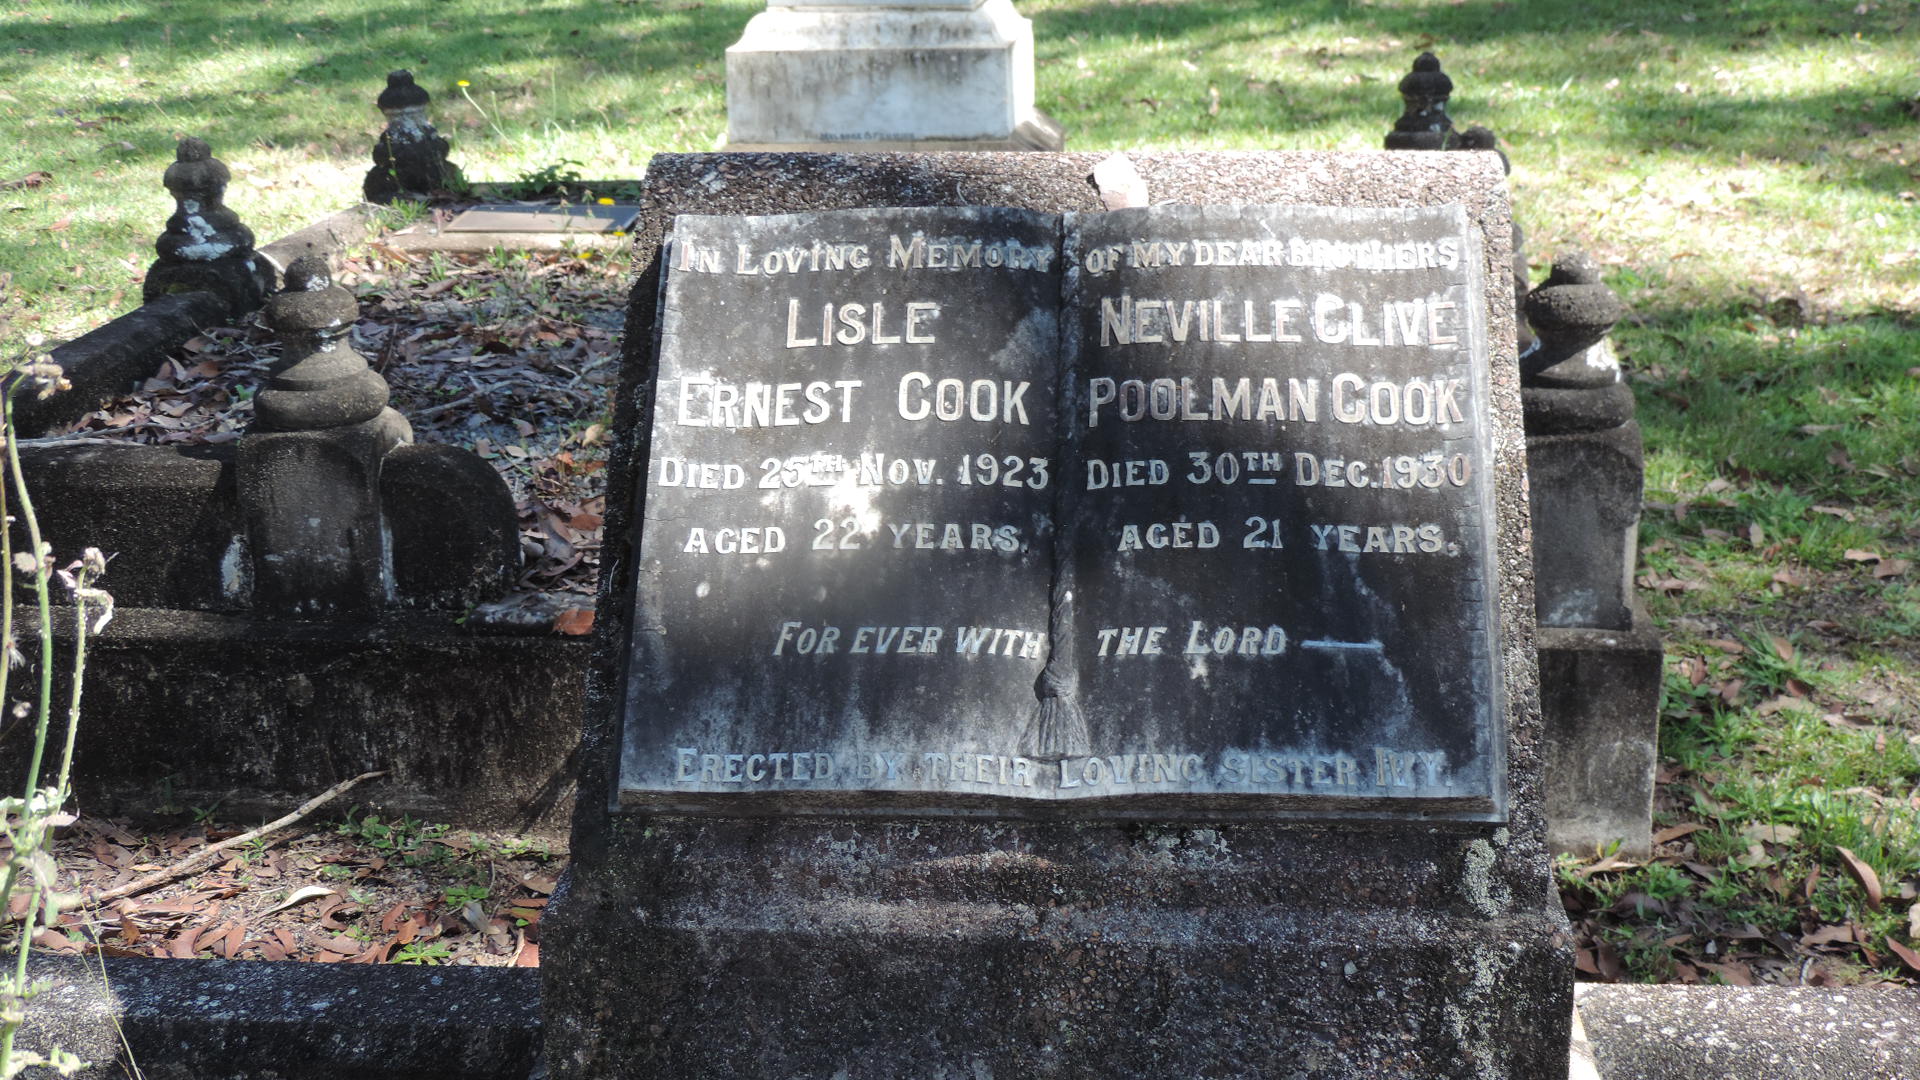 IN LOVING MEMORY OF MY DEAR BROTHERS
LISLE
ERNEST COOK
DIED 25TH NOV. 1923
AGED 22 YEARS.
NEVILLE CLIVE
POOLMAN COOK
DIED 30TH DEC. 1930
AGED 21 YEARS.
FOR EVER WITH THE LORD —
ERECTED BY THEIR LOVING SISTER IVY.